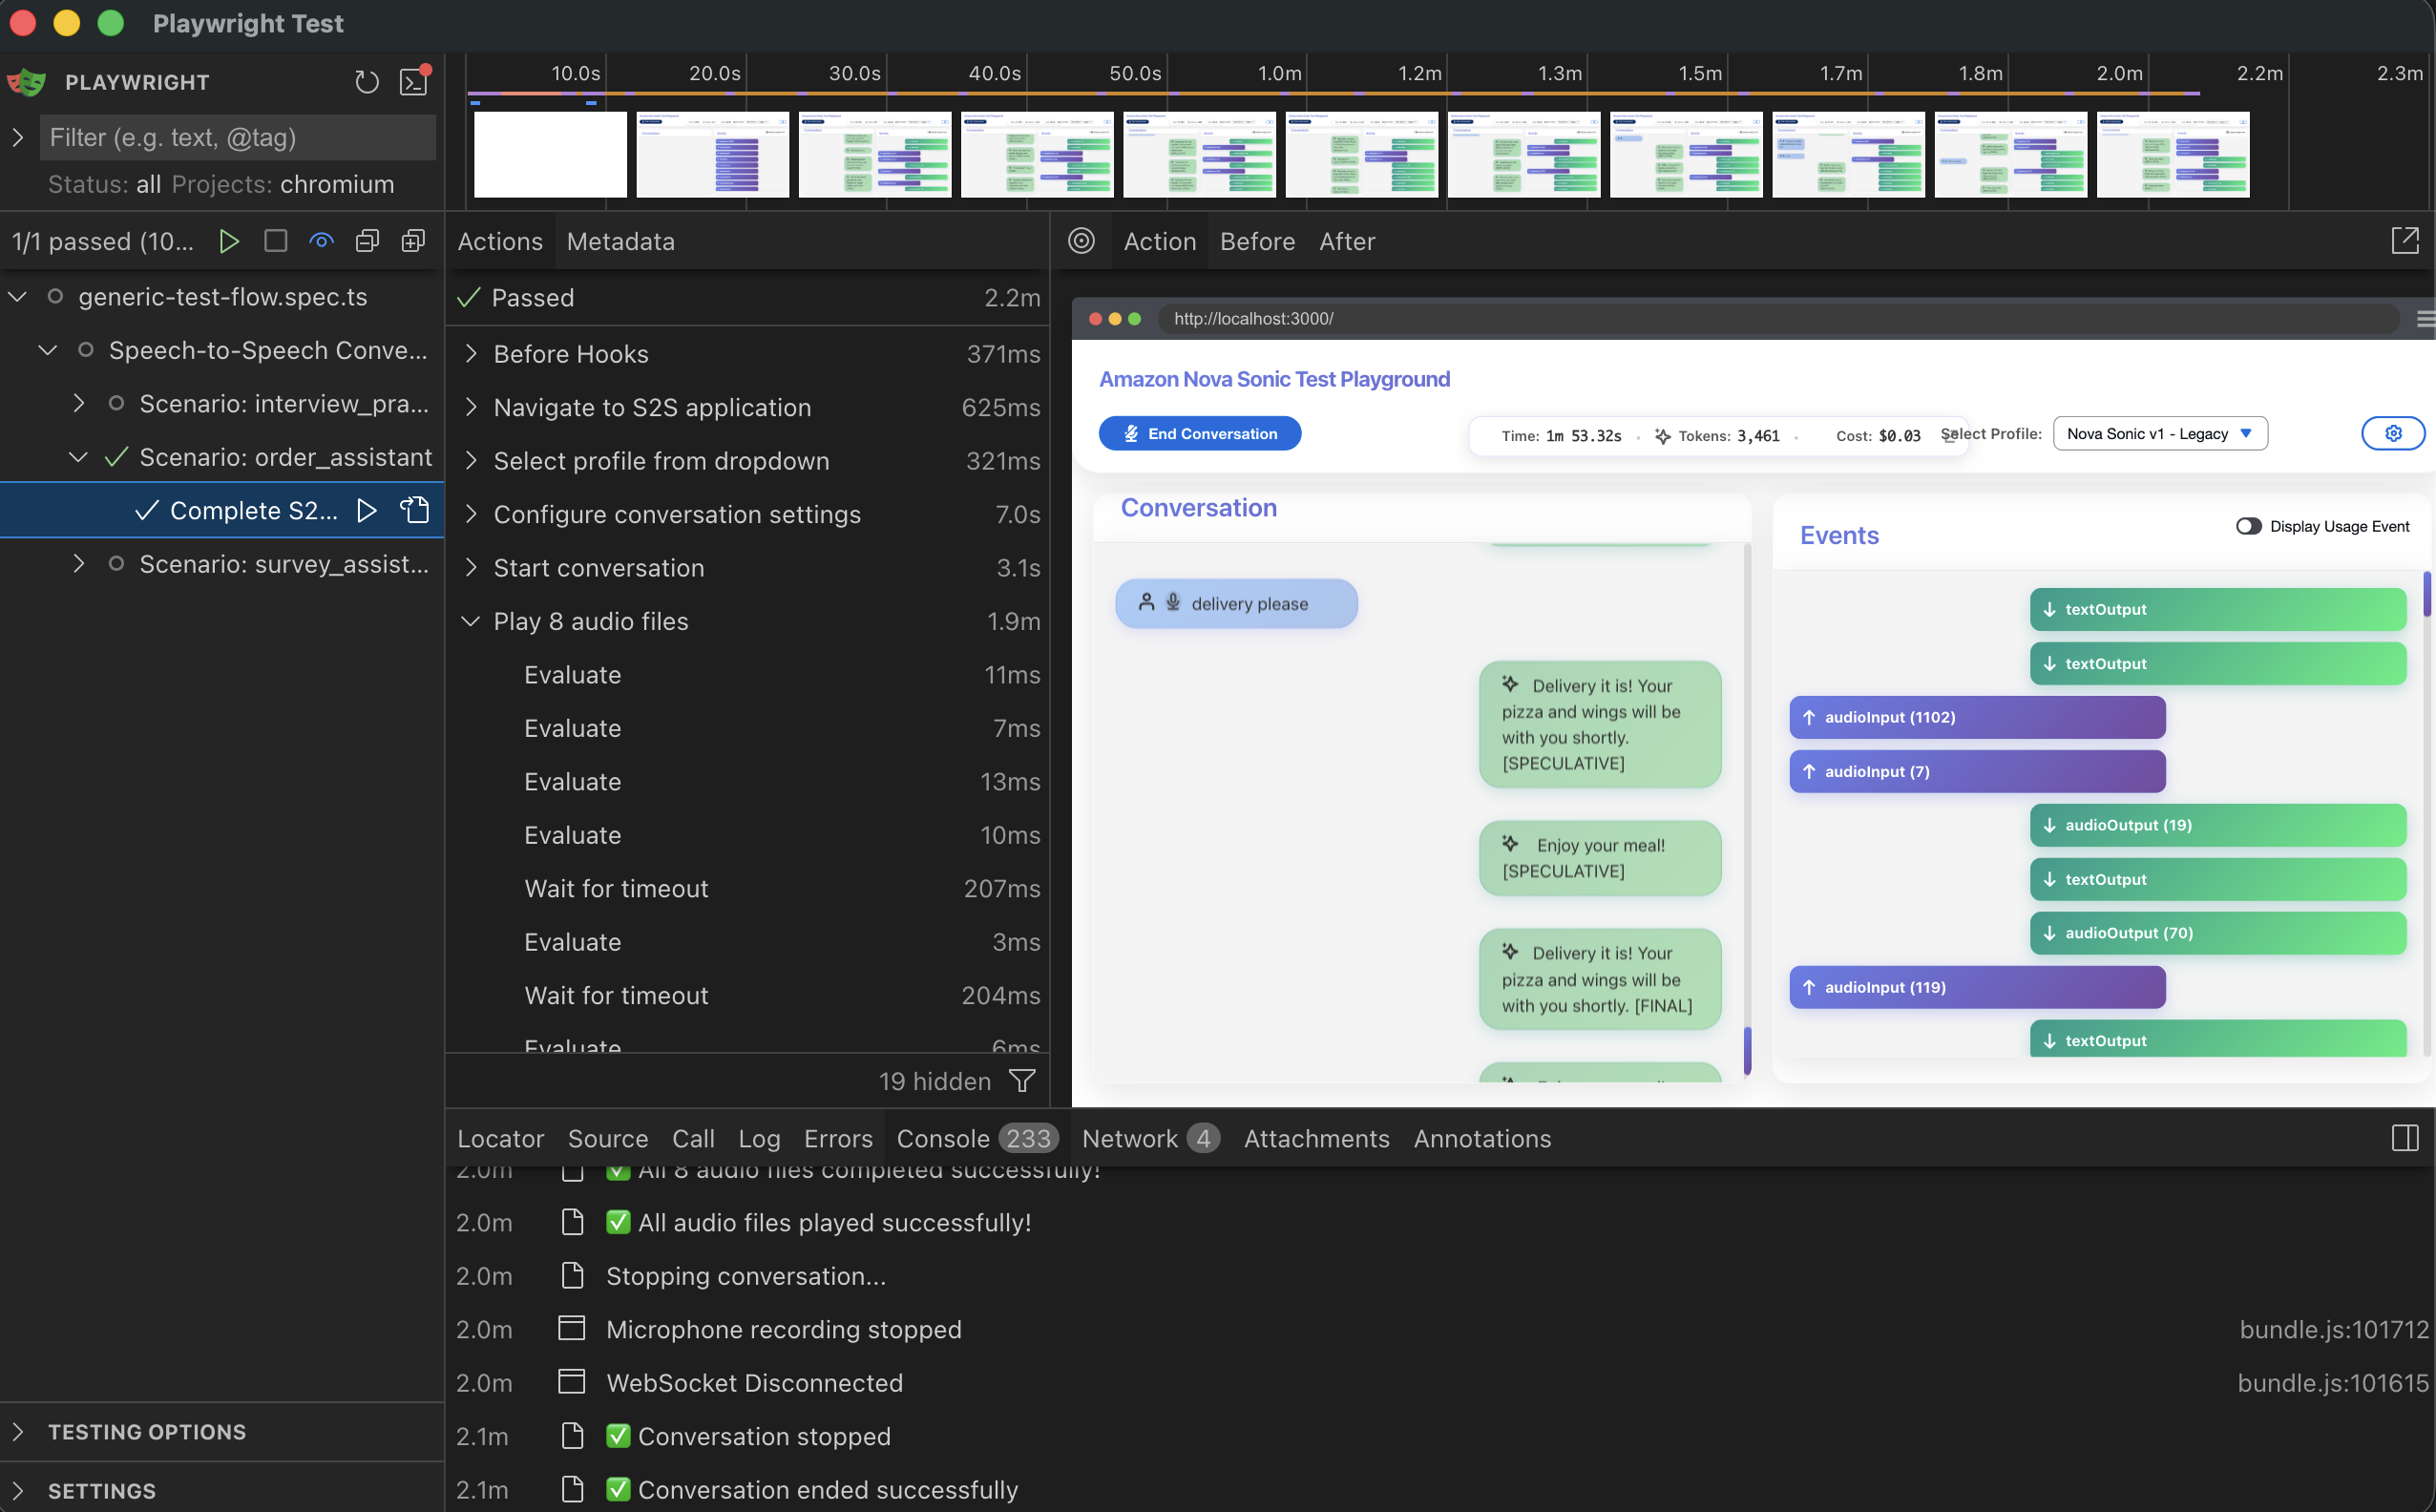 Playwright Test
PLAYWRIGHT
Filter (e.g. text, @tag)
Status: all Projects: chromium
10.0s 20.0s 30.0s 40.0s 50.0s 1.0m 1.2m 1.3m 1.5m 1.7m 1.8m 2.0m 2.2m 2.3m
1/1 passed (10...
generic-test-flow.spec.ts
Speech-to-Speech Conve...
Scenario: interview_pra...
Scenario: order_assistant
Complete S2...
Scenario: survey_assist...
TESTING OPTIONS
SETTINGS
Actions Metadata
Passed 2.2m
Before Hooks 371ms
Navigate to S2S application 625ms
Select profile from dropdown 321ms
Configure conversation settings 7.0s
Start conversation 3.1s
Play 8 audio files 1.9m
Evaluate 11ms
Evaluate 7ms
Evaluate 13ms
Evaluate 10ms
Wait for timeout 207ms
Evaluate 3ms
Wait for timeout 204ms
Evaluate 6ms
19 hidden
Action Before After
http://localhost:3000/
Amazon Nova Sonic Test Playground
End Conversation
Time: 1m 53.32s Tokens: 3,461 Cost: $0.03
Select Profile: Nova Sonic v1 - Legacy
Conversation
delivery please
Delivery it is! Your
pizza and wings will be
with you shortly.
[SPECULATIVE]
Enjoy your meal!
[SPECULATIVE]
Delivery it is! Your
pizza and wings will be
with you shortly. [FINAL]
Events
Display Usage Event
textOutput
textOutput
audioInput (1102)
audioInput (7)
audioOutput (19)
textOutput
audioOutput (70)
audioInput (119)
textOutput
Locator Source Call Log Errors Console 233 Network 4 Attachments Annotations
2.0m All 8 audio files completed successfully!
2.0m All audio files played successfully!
2.0m Stopping conversation...
2.0m Microphone recording stopped bundle.js:101712
2.0m WebSocket Disconnected bundle.js:101615
2.1m Conversation stopped
2.1m Conversation ended successfully